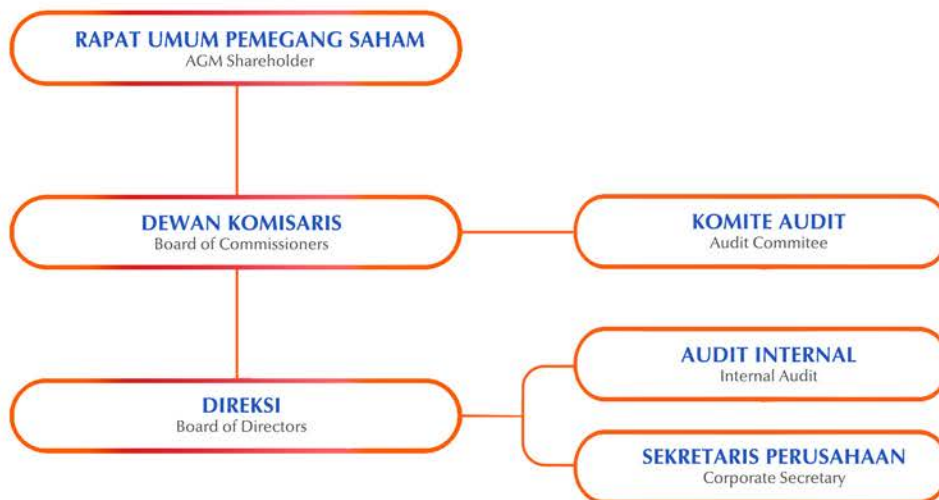 RAPAT UMUM PEMEGANG SAHAM
AGM Shareholder
DEWAN KOMISARIS
Board of Commissioners
KOMITE AUDIT
Audit Commitee
AUDIT INTERNAL
Internal Audit
DIREKSI
Board of Directors
SEKRETARIS PERUSAHAAN
Corporate Secretary